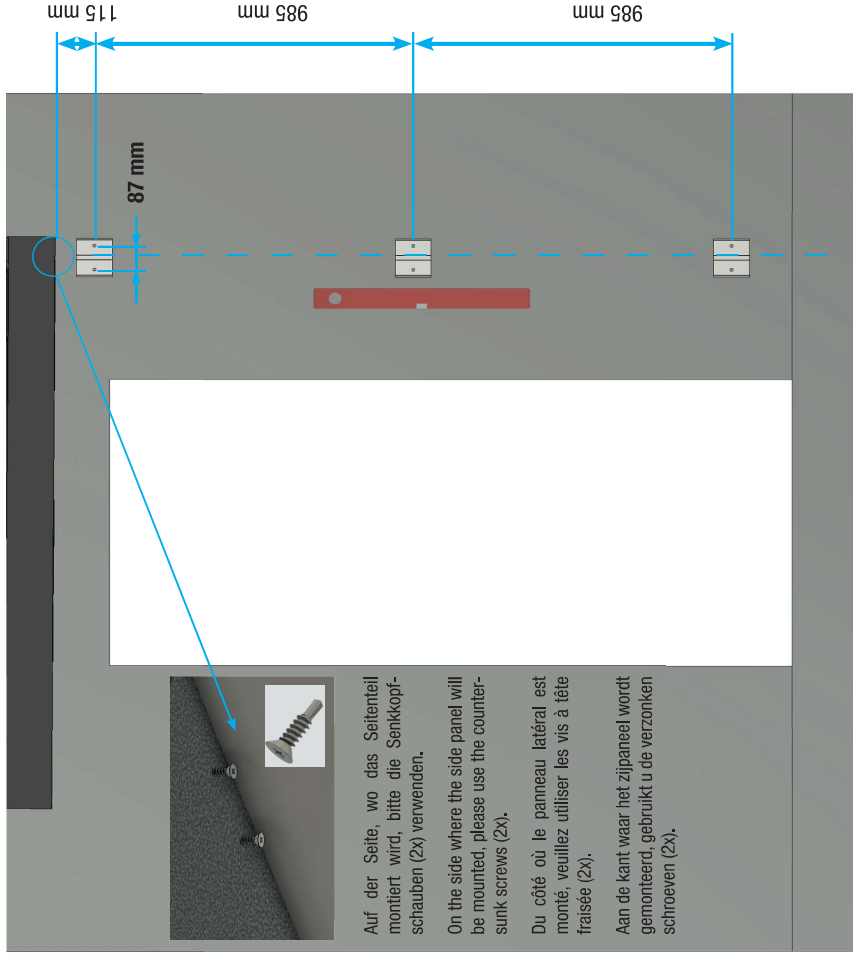 115 mm
985 mm
985 mm
87 mm
Auf der Seite, wo das Seitenteil
montiert wird, bitte die Senkkopf-
schauben (2x) verwenden.
On the side where the side panel will
be mounted, please use the counter-
sunk screws (2x).
Du côté où le panneau latéral est
monté, veuillez utiliser les vis à tête
fraisée (2x).
Aan de kant waar het zijpaneel wordt
gemonteerd, gebruikt u de verzonken
schroeven (2x).